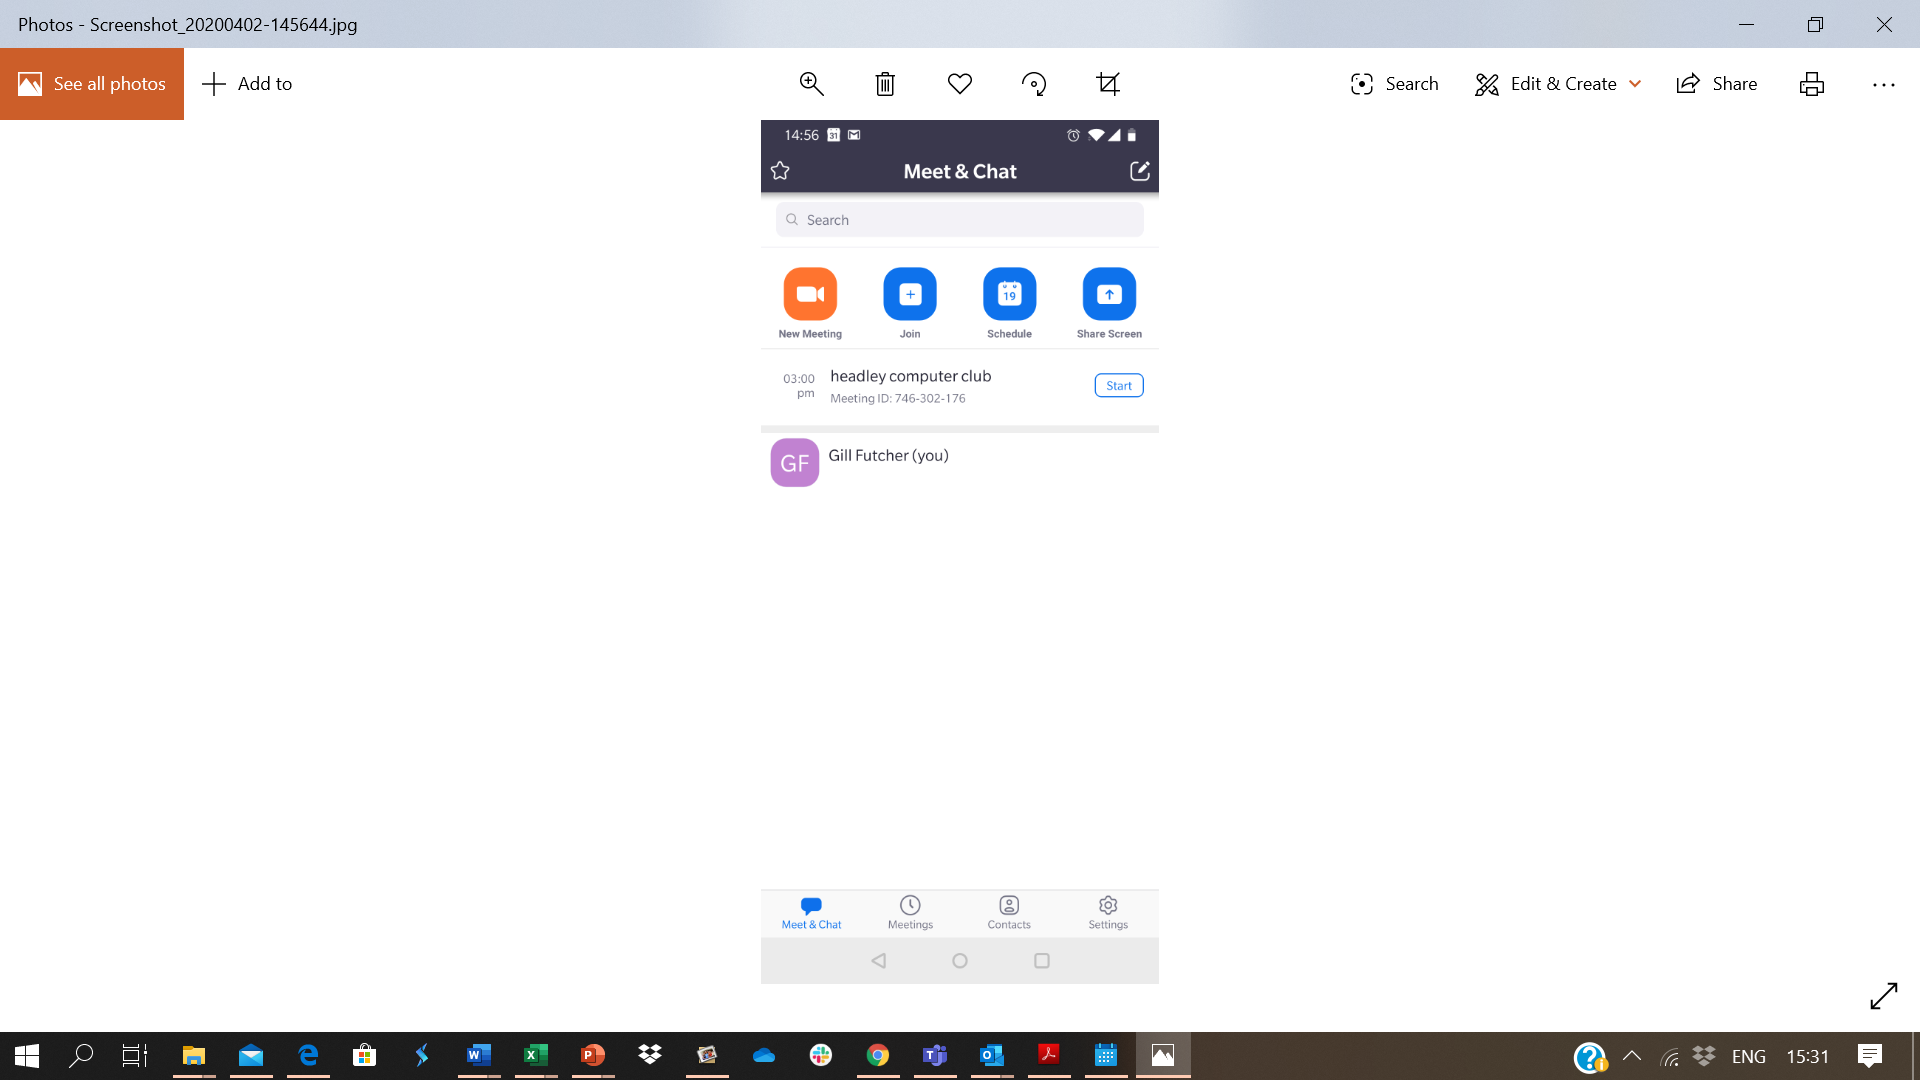 Photos - Screenshot_20200402-145644.jpg
See all photos
Add to
Search
Edit & Create
Share
14:56
31
Meet & Chat
Search
19
New Meeting
Join
Schedule
Share Screen
03:00
pm
headley computer club
Meeting ID: 746-302-176
Start
GF
Gill Futcher (you)
Meet & Chat
Meetings
Contacts
Settings
ENG
15:31